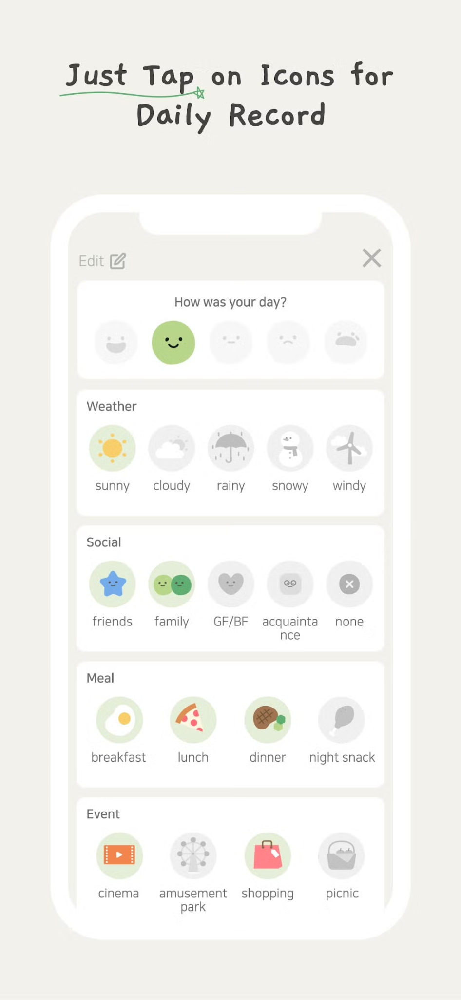 Just Tap on Icons for
Daily Record
Edit
How was your day?
Weather
sunny cloudy rainy snowy windy
Social
friends family GF/BF acquainta
nce none
Meal
breakfast lunch dinner night snack
Event
cinema amusement
park shopping picnic